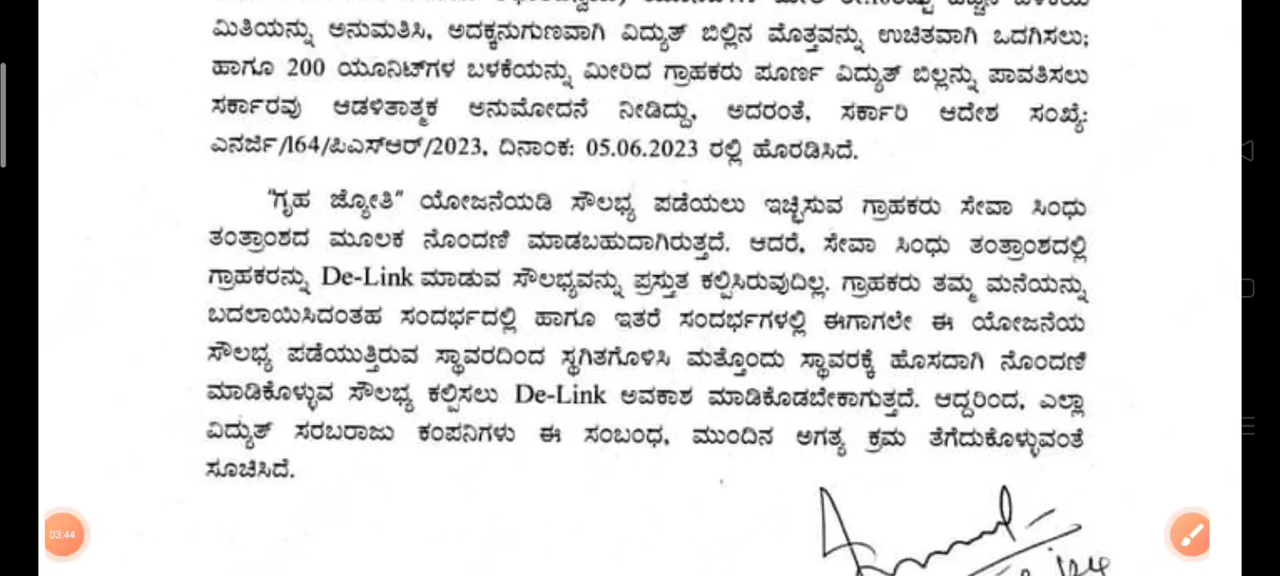 ಮಿತಿಯನ್ನು ಅನುಮತಿಸಿ, ಅದಕ್ಕನುಗುಣವಾಗಿ ವಿದ್ಯುತ್ ಬಿಲ್ಲಿನ ಮೊತ್ತವನ್ನು ಉಚಿತವಾಗಿ ಒದಗಿಸಲು;
ಹಾಗೂ 200 ಯೂನಿಟ್‌ಗಳ ಬಳಕೆಯನ್ನು ಮೀರಿದ ಗ್ರಾಹಕರು ಪೂರ್ಣ ವಿದ್ಯುತ್ ಬಿಲ್ಲನ್ನು ಪಾವತಿಸಲು
ಸರ್ಕಾರವು ಆಡಳಿತಾತ್ಮಕ ಅನುಮೋದನೆ ನೀಡಿದ್ದು, ಅದರಂತೆ, ಸರ್ಕಾರಿ ಆದೇಶ ಸಂಖ್ಯೆ:
ಎನರ್ಜಿ/164/ಪಿಎಸ್ಆರ್/2023, ದಿನಾಂಕ: 05.06.2023 ರಲ್ಲಿ ಹೊರಡಿಸಿದೆ.
"ಗೃಹ ಜ್ಯೋತಿ" ಯೋಜನೆಯಡಿ ಸೌಲಭ್ಯ ಪಡೆಯಲು ಇಚ್ಛಿಸುವ ಗ್ರಾಹಕರು ಸೇವಾ ಸಿಂಧು
ತಂತ್ರಾಂಶದ ಮೂಲಕ ನೊಂದಣಿ ಮಾಡಬಹುದಾಗಿರುತ್ತದೆ. ಆದರೆ, ಸೇವಾ ಸಿಂಧು ತಂತ್ರಾಂಶದಲ್ಲಿ
ಗ್ರಾಹಕರನ್ನು De-Link ಮಾಡುವ ಸೌಲಭ್ಯವನ್ನು ಪ್ರಸ್ತುತ ಕಲ್ಪಿಸಿರುವುದಿಲ್ಲ. ಗ್ರಾಹಕರು ತಮ್ಮ ಮನೆಯನ್ನು
ಬದಲಾಯಿಸಿದಂತಹ ಸಂದರ್ಭದಲ್ಲಿ ಹಾಗೂ ಇತರೆ ಸಂದರ್ಭಗಳಲ್ಲಿ ಈಗಾಗಲೇ ಈ ಯೋಜನೆಯ
ಸೌಲಭ್ಯ ಪಡೆಯುತ್ತಿರುವ ಸ್ಥಾವರದಿಂದ ಸ್ಥಗಿತಗೊಳಿಸಿ ಮತ್ತೊಂದು ಸ್ಥಾವರಕ್ಕೆ ಹೊಸದಾಗಿ ನೊಂದಣಿ
ಮಾಡಿಕೊಳ್ಳುವ ಸೌಲಭ್ಯ ಕಲ್ಪಿಸಲು De-Link ಅವಕಾಶ ಮಾಡಿಕೊಡಬೇಕಾಗುತ್ತದೆ. ಆದ್ದರಿಂದ, ಎಲ್ಲಾ
ವಿದ್ಯುತ್ ಸರಬರಾಜು ಕಂಪನಿಗಳು ಈ ಸಂಬಂಧ, ಮುಂದಿನ ಅಗತ್ಯ ಕ್ರಮ ತೆಗೆದುಕೊಳ್ಳುವಂತೆ
ಸೂಚಿಸಿದೆ.
03:44